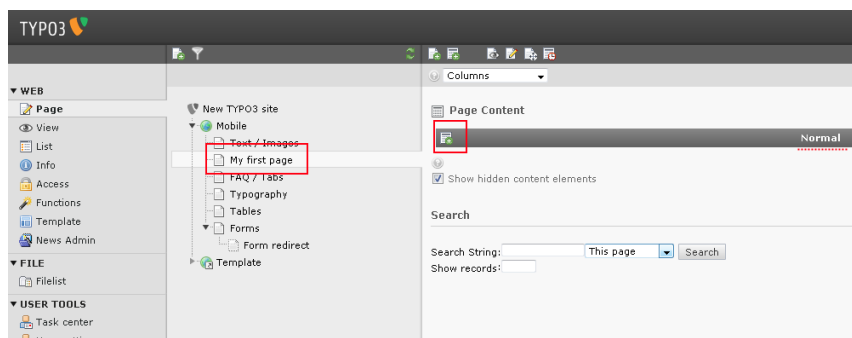 TYPO3
Columns
WEB
Page
View
List
Info
Access
Functions
Template
News Admin
FILE
Filelist
USER TOOLS
Task center
New TYPO3 site
Mobile
Text / Images
My first page
FAQ / Tabs
Typography
Tables
Forms
Form redirect
Template
Page Content
Normal
Show hidden content elements
Search
Search String: This page Search
Show records: